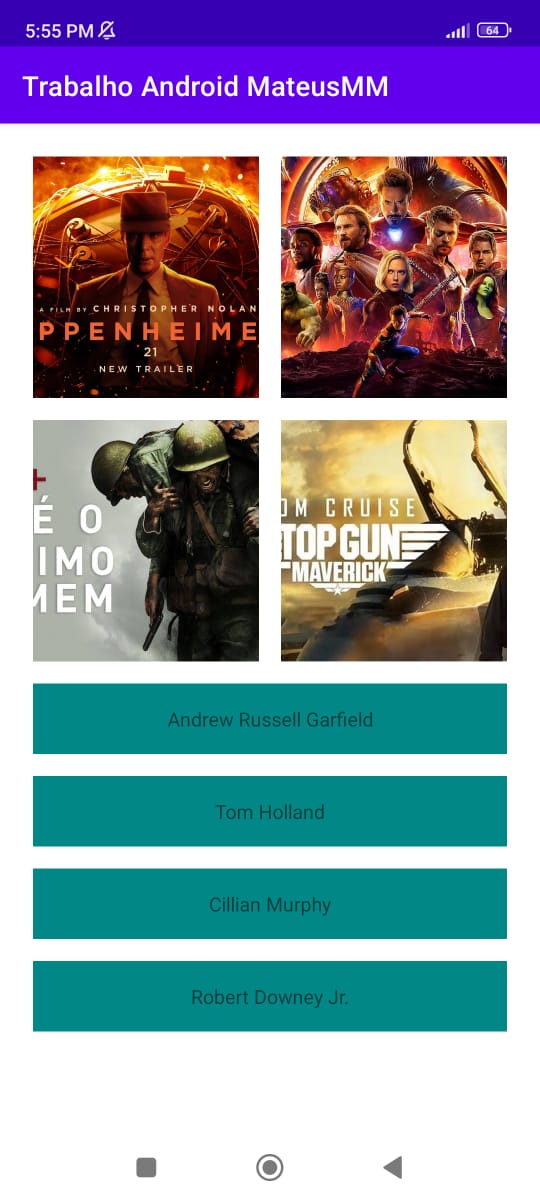 5:55 PM
64
Trabalho Android MateusMM
A FILM BY CHRISTOPHER NOLAN
PPENHEIME
21
NEW TRAILER
É O
IMO
MEM
OM CRUISE
TOP GUN
MAVERICK
Andrew Russell Garfield
Tom Holland
Cillian Murphy
Robert Downey Jr.